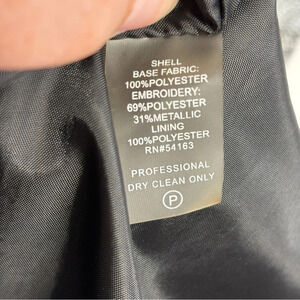 SHELL
BASE FABRIC:
100%POLYESTER
EMBROIDERY:
69%POLYESTER
31%METALLIC
LINING
100%POLYESTER
RN#54163
PROFESSIONAL
DRY CLEAN ONLY
P